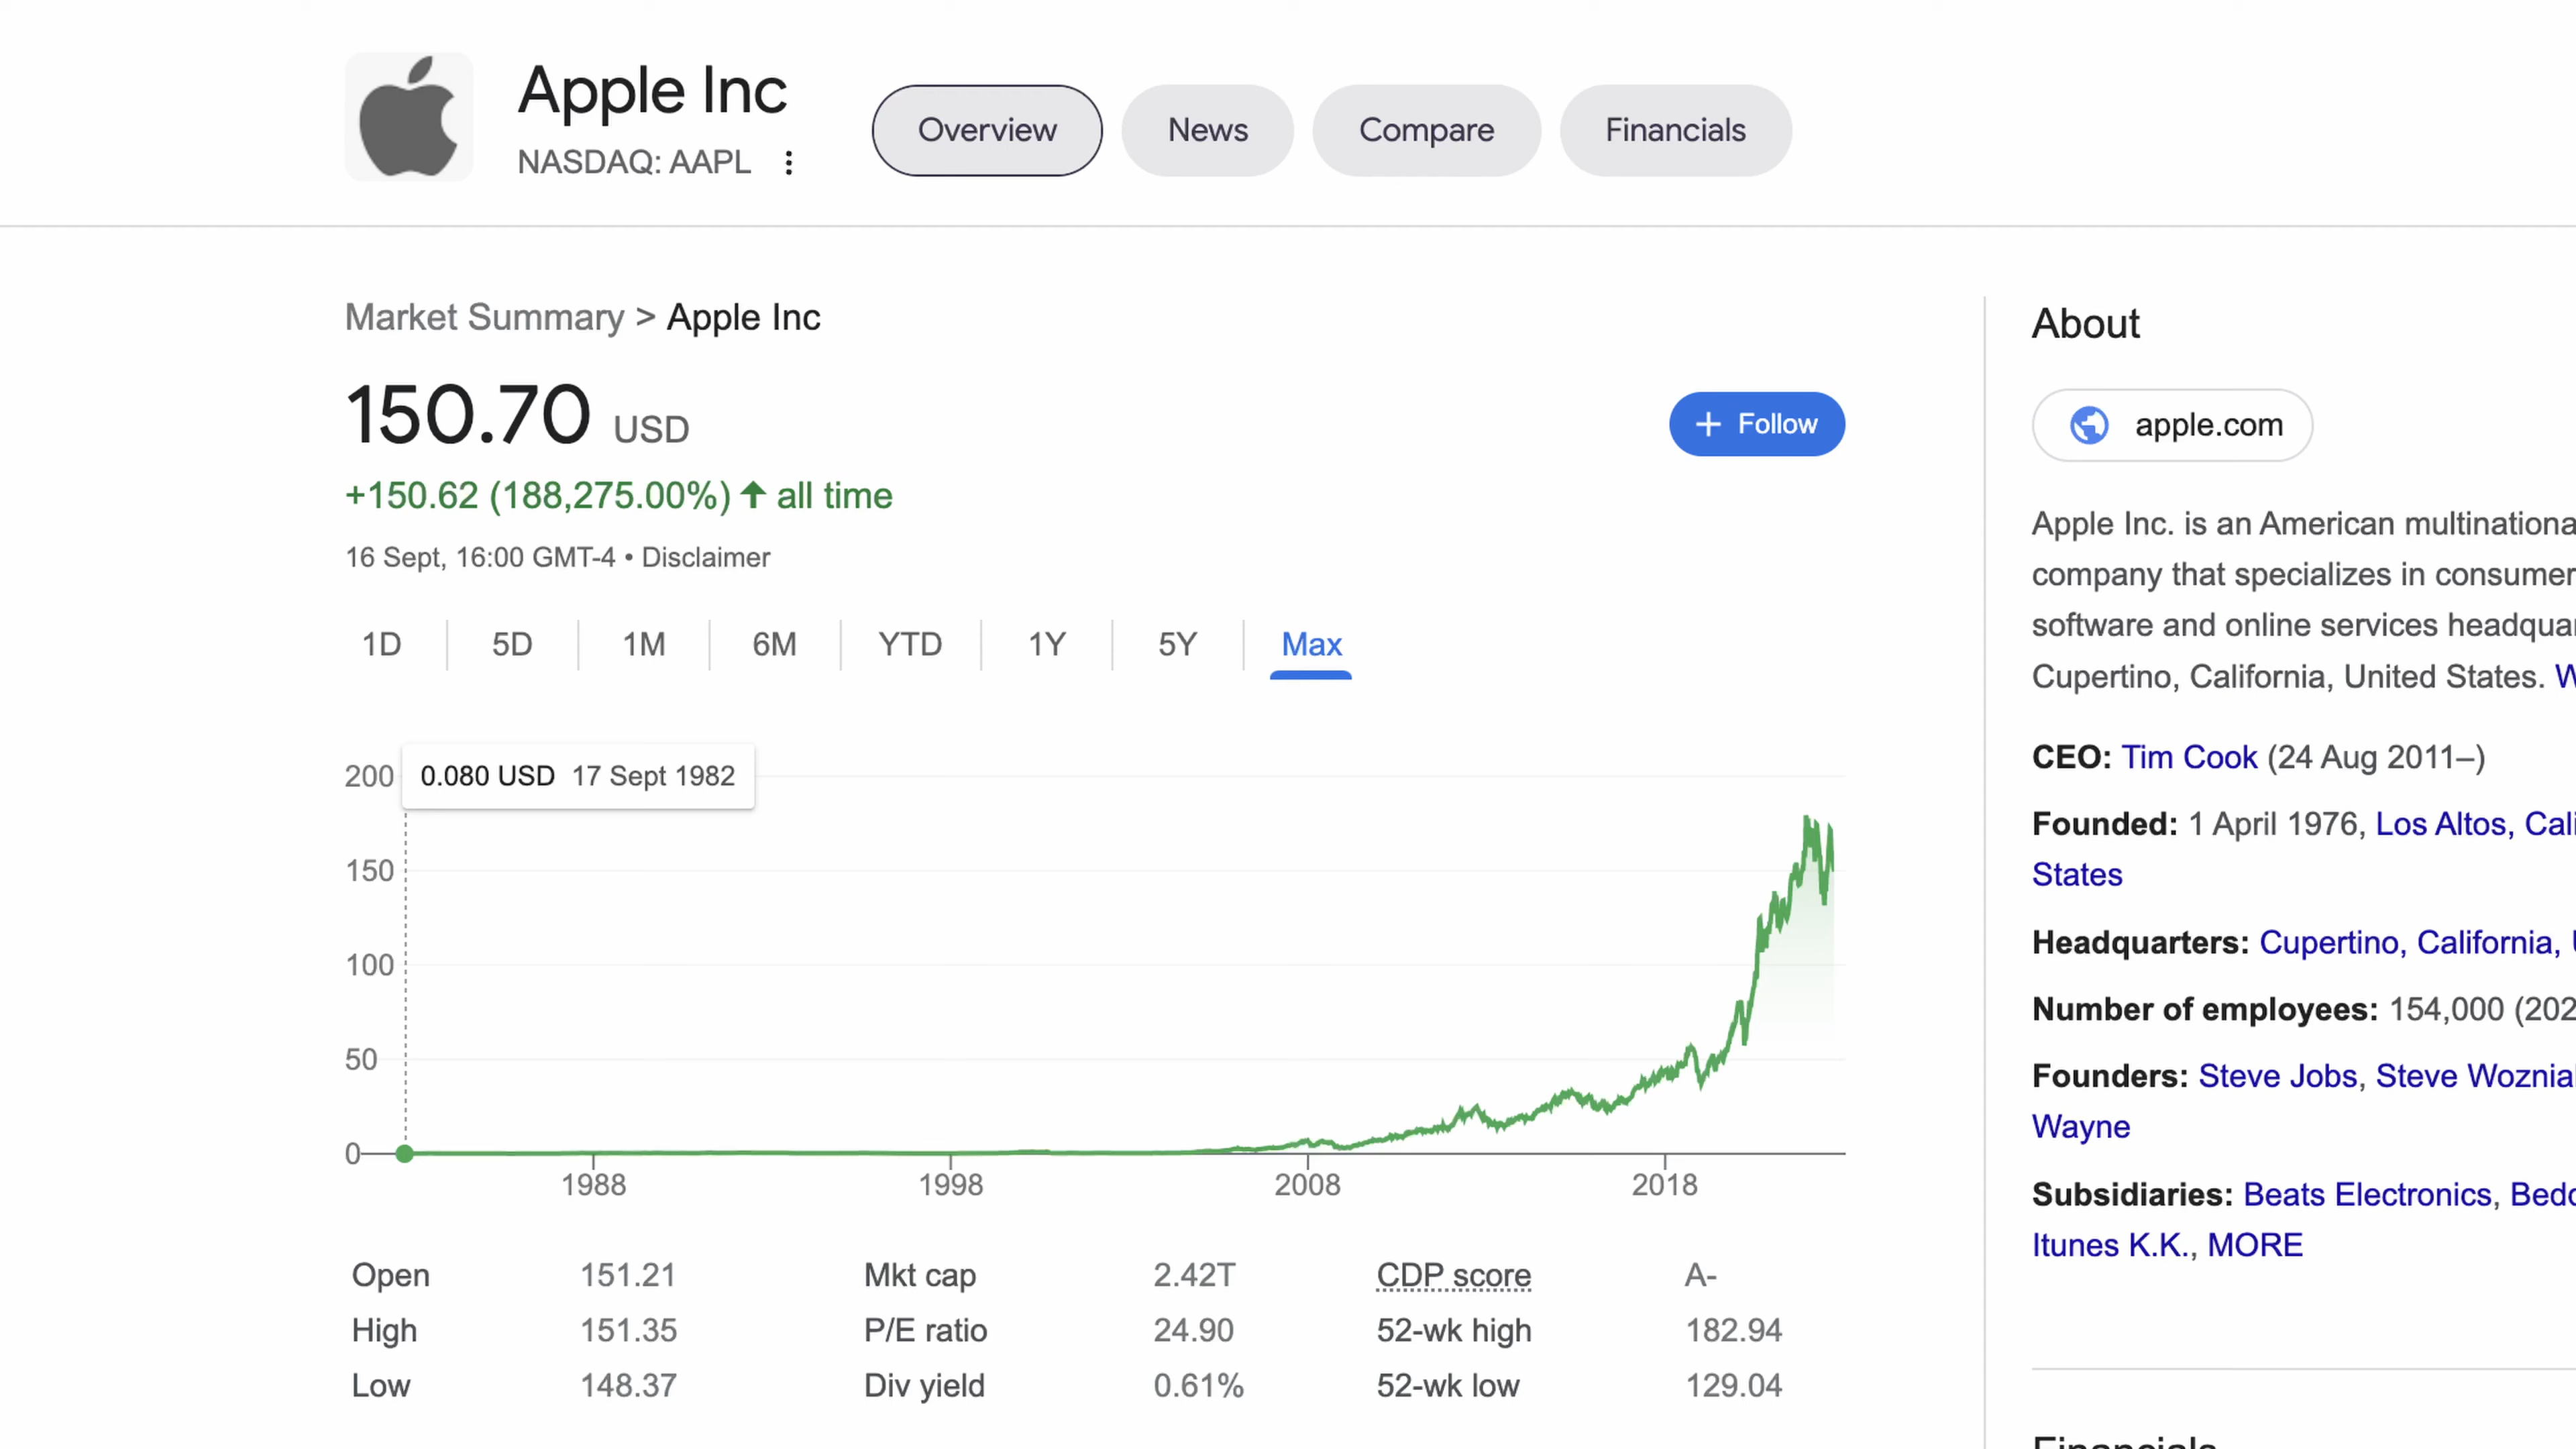 Apple Inc
NASDAQ: AAPL
Overview
News
Compare
Financials
Market Summary > Apple Inc
150.70 USD
+ Follow
+150.62 (188,275.00%) all time
16 Sept, 16:00 GMT-4 • Disclaimer
1D 5D 1M 6M YTD 1Y 5Y Max
0.080 USD 17 Sept 1982
200
150
100
50
0
1988 1998 2008 2018
Open 151.21 Mkt cap 2.42T CDP score A-
High 151.35 P/E ratio 24.90 52-wk high 182.94
Low 148.37 Div yield 0.61% 52-wk low 129.04
About
apple.com
Apple Inc. is an American
company that specializes in consumer
software and online services
Cupertino, California, United States.
CEO: Tim Cook (24 Aug 2011–)
Founded: 1 April 1976, Los Altos,
States
Headquarters: Cupertino, California,
Number of employees: 154,000
Founders: Steve Jobs, Steve
Wayne
Subsidiaries: Beats Electronics,
Itunes K.K., MORE